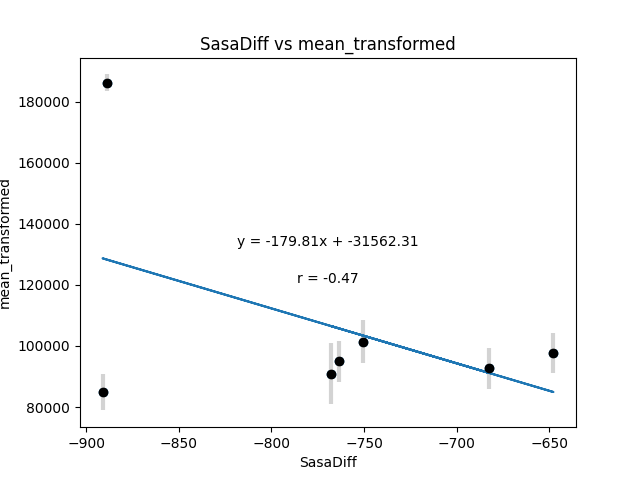 SasaDiff vs mean_transformed
180000
160000
140000
120000
100000
80000
mean_transformed
y = -179.81x + -31562.31
r = -0.47
−900
−850
−800
−750
−700
−650
SasaDiff